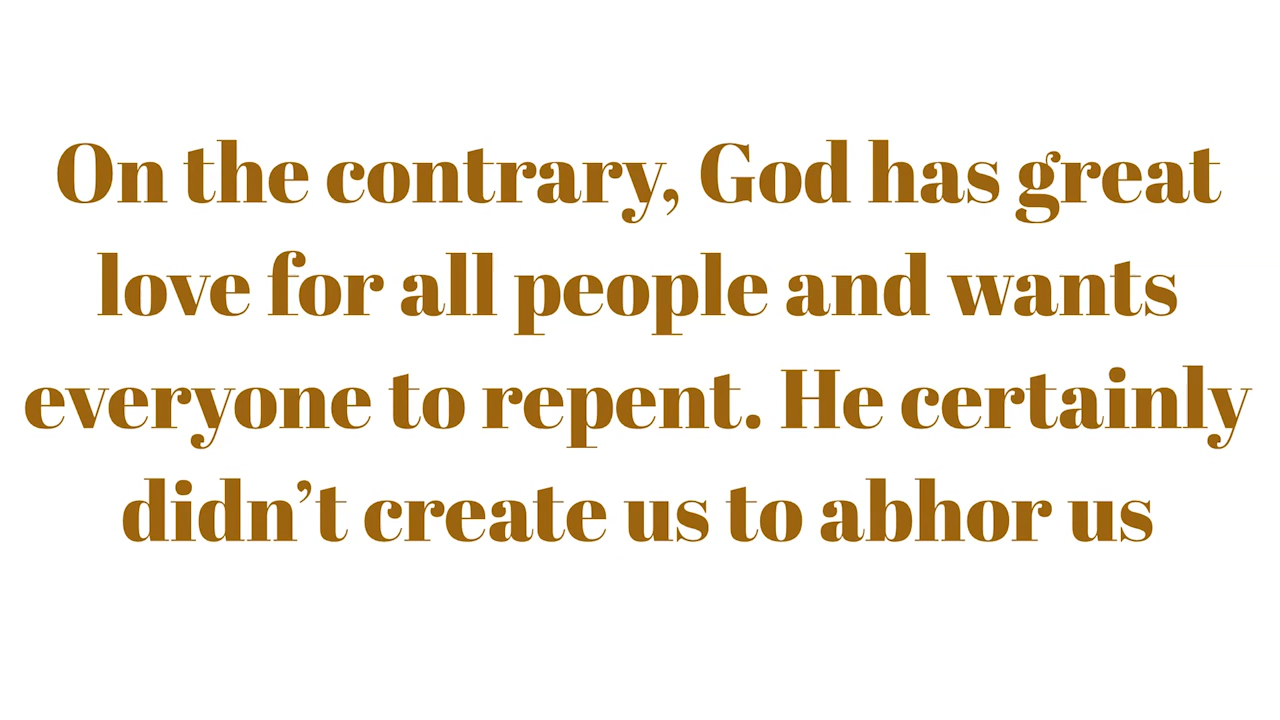 On the contrary, God has great
love for all people and wants
everyone to repent. He certainly
didn’t create us to abhor us